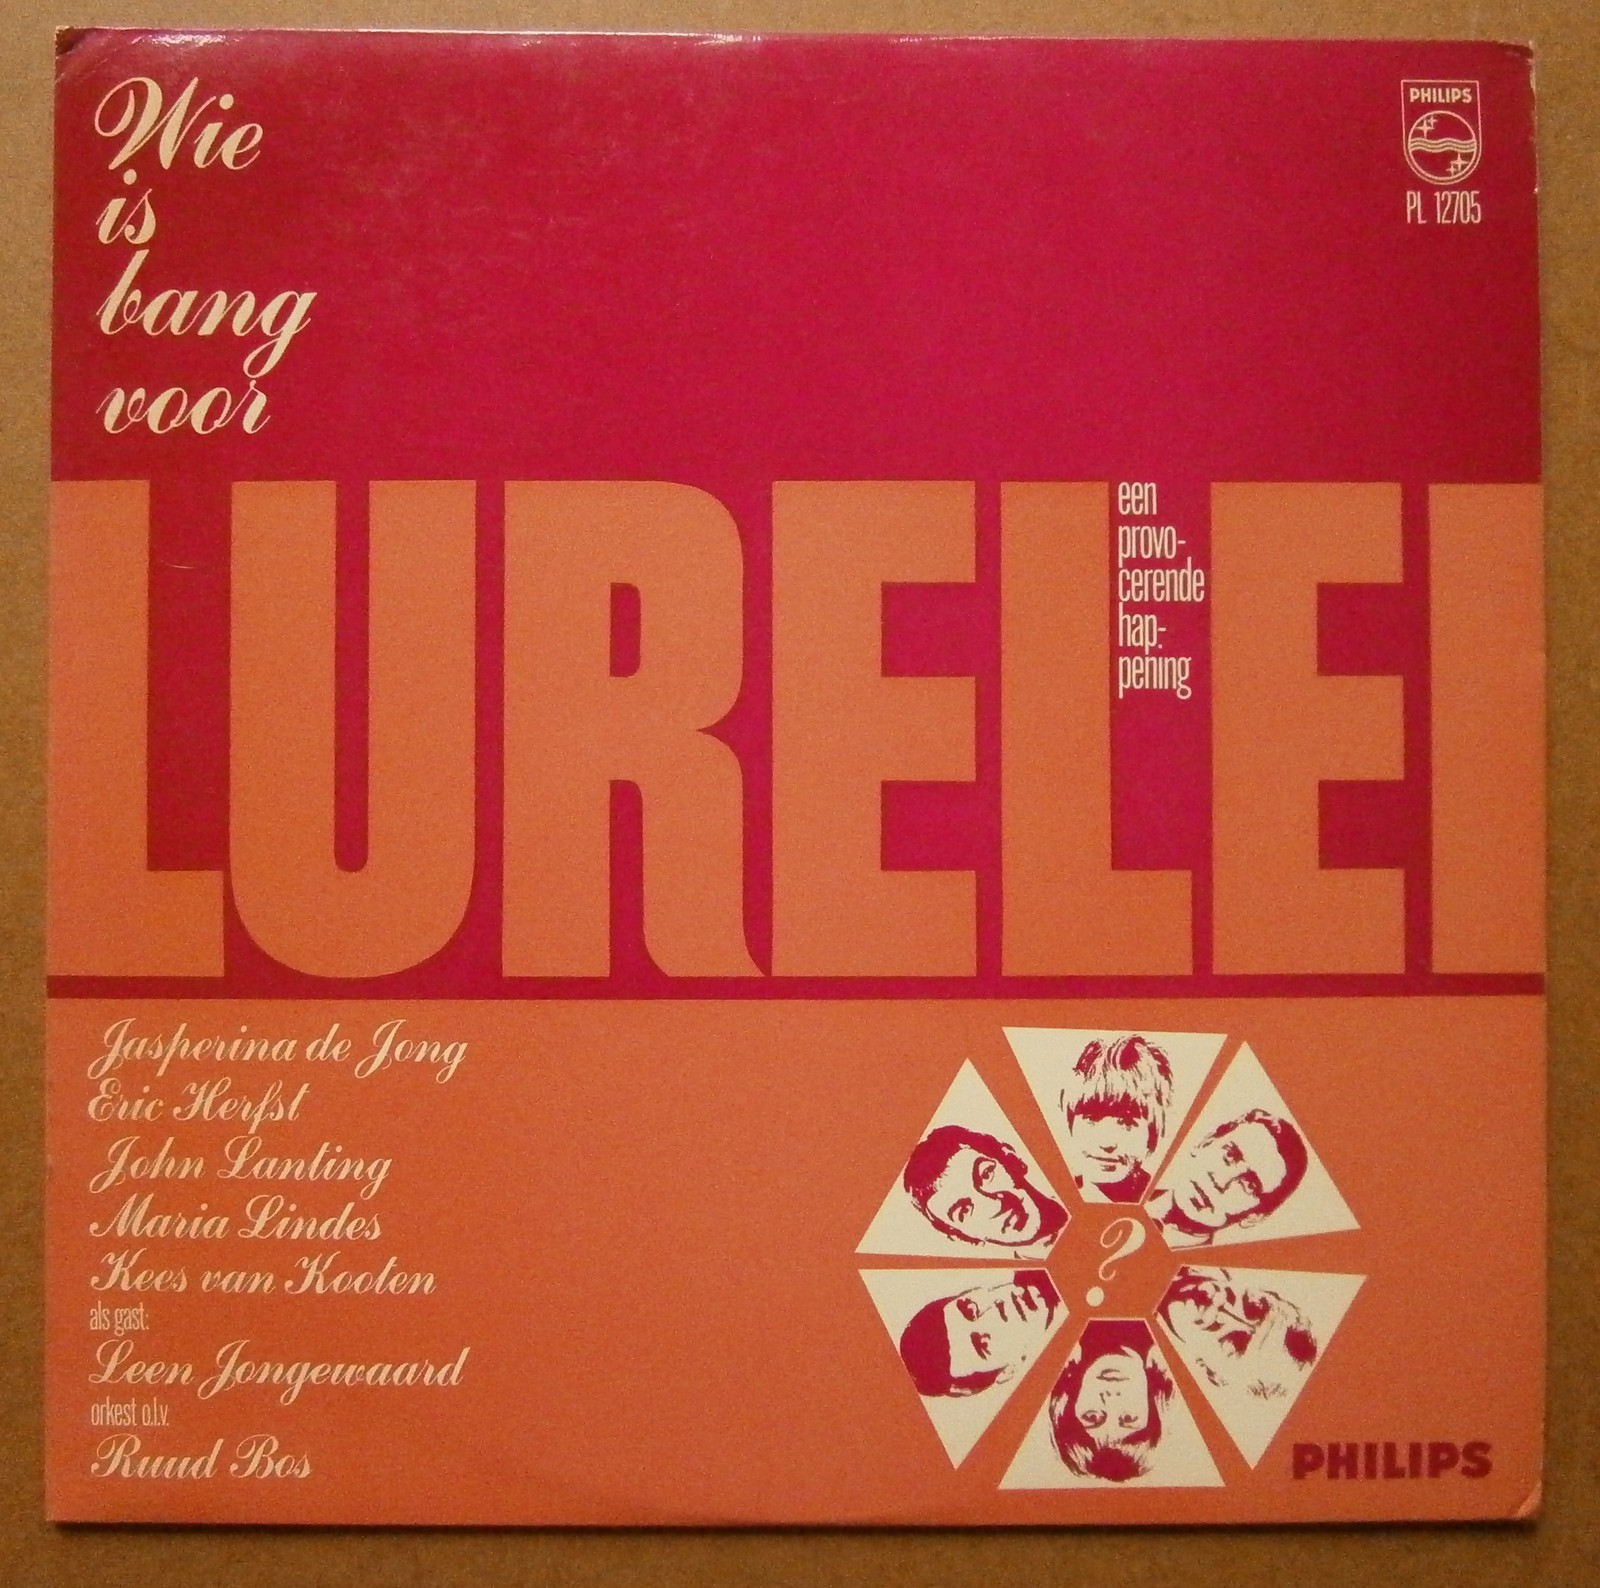 Wie
is
bang
voor
PHILIPS
PL 12705
LURELEI
een
provo-
cerende
hap-
pening
Jasperina de Jong
Eric Herfst
John Lanting
Maria Lindes
Kees van Kooten
als gast:
Leen Jongewaard
orkest o.l.v.
Ruud Bos
?
PHILIPS